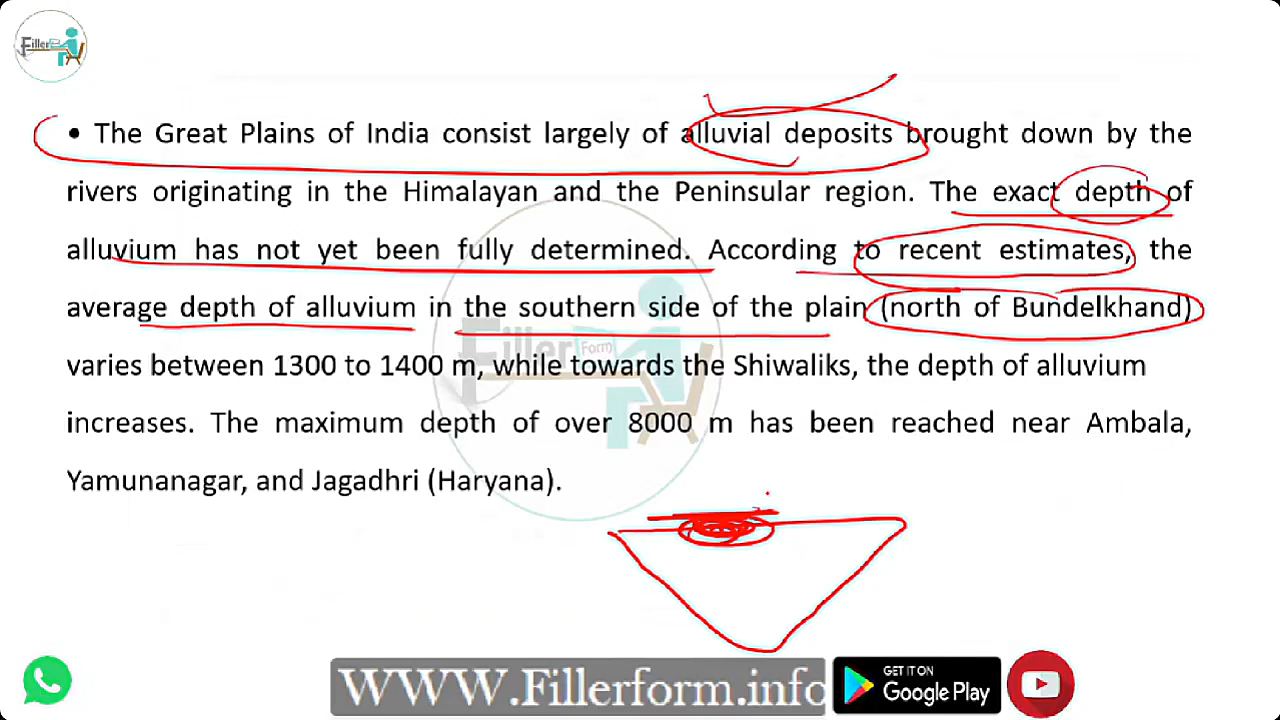 Filler
• The Great Plains of India consist largely of alluvial deposits brought down by the
rivers originating in the Himalayan and the Peninsular region. The exact depth of
alluvium has not yet been fully determined. According to recent estimates, the
average depth of alluvium in the southern side of the plain (north of Bundelkhand)
varies between 1300 to 1400 m, while towards the Shiwaliks, the depth of alluvium
increases. The maximum depth of over 8000 m has been reached near Ambala,
Yamunanagar, and Jagadhri (Haryana).
Filler Form
WWW.Fillerform.info
GET IT ON
Google Play